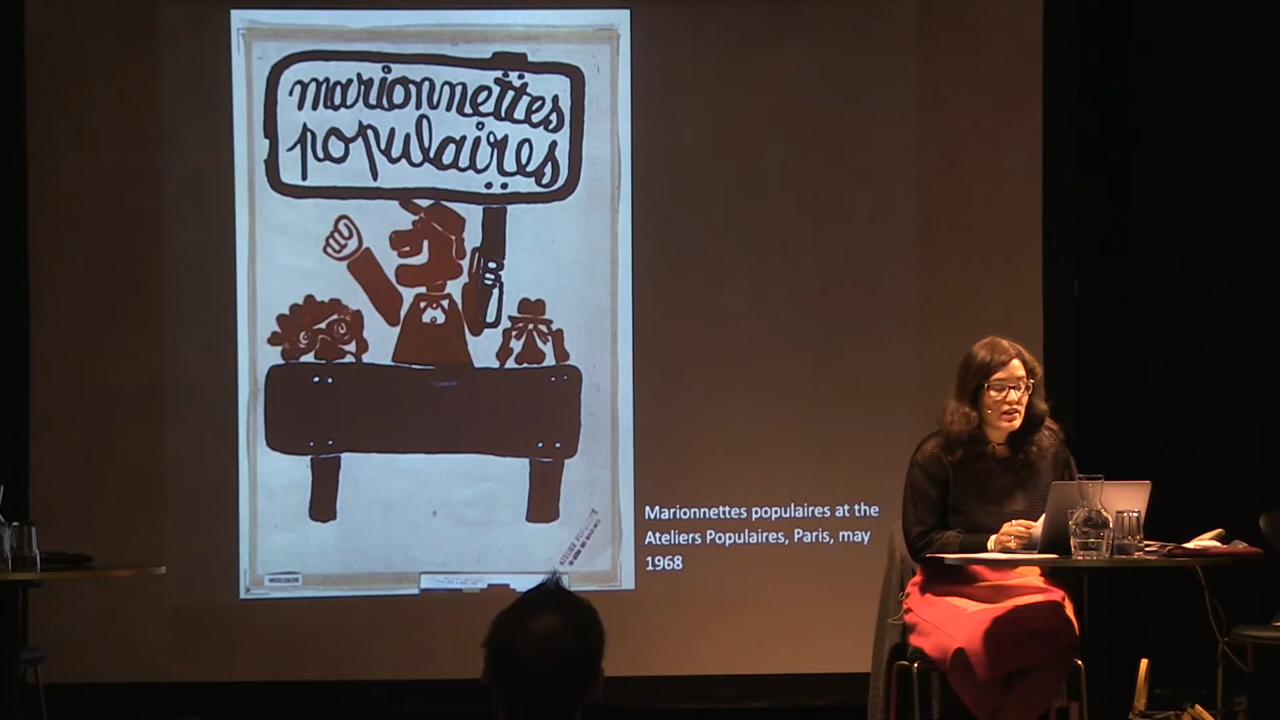 marionnettes
populaires
Marionnettes populaires at the
Ateliers Populaires, Paris, may
1968